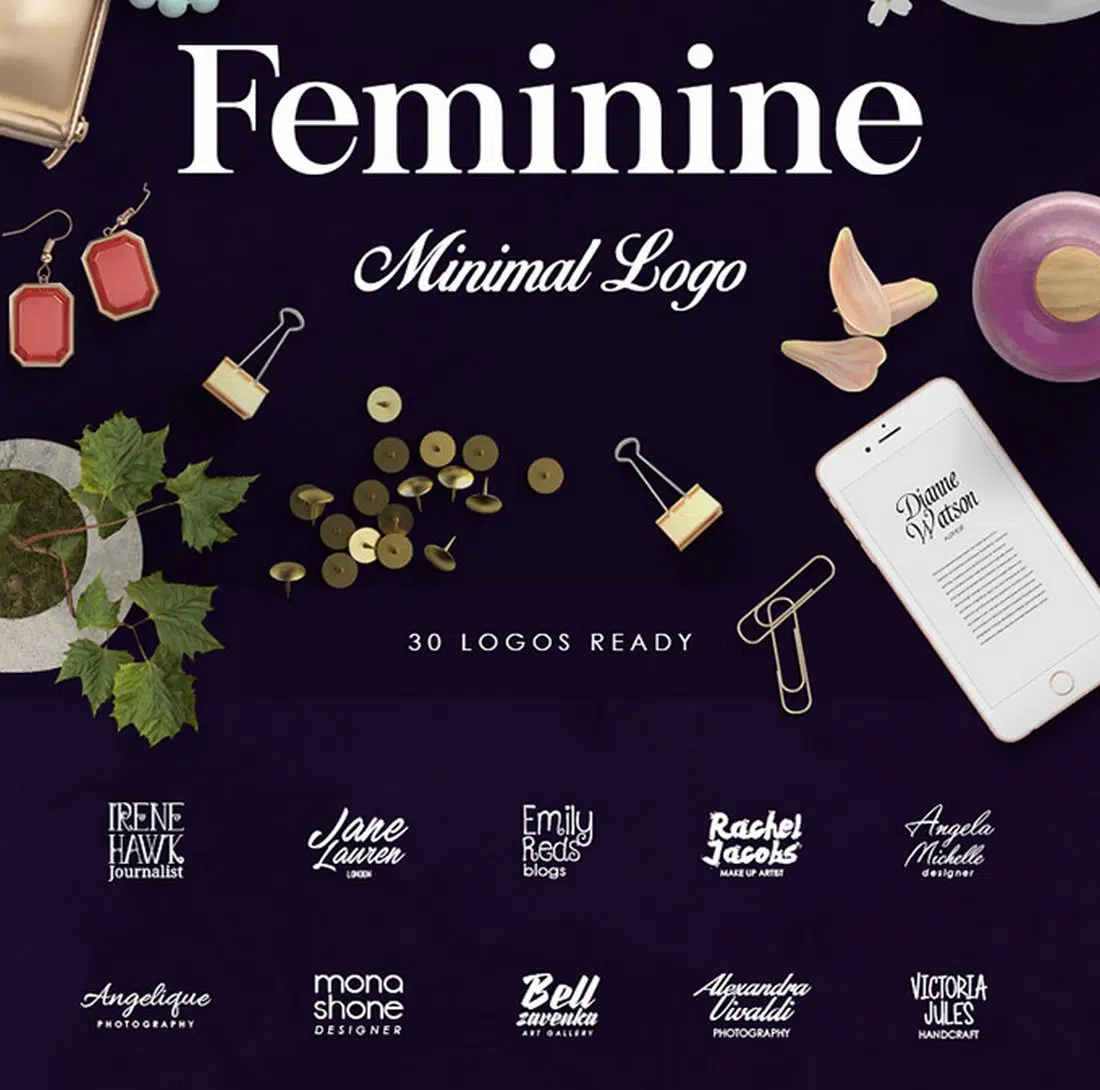 Feminine
Minimal Logo
Dianne
Watson
30 LOGOS READY
IRENE
HAWK
Journalist
Jane
Lauren
LONDON
Emily
Reds
blogs
Rachel
Jacobs
MAKE UP ARTIST
Angela
Michelle
designer
Angelique
PHOTOGRAPHY
mona
shone
DESIGNER
Bell
zavenka
ART GALLERY
Alexandra
Vivaldi
PHOTOGRAPHY
VICTORIA
JULES
HANDCRAFT